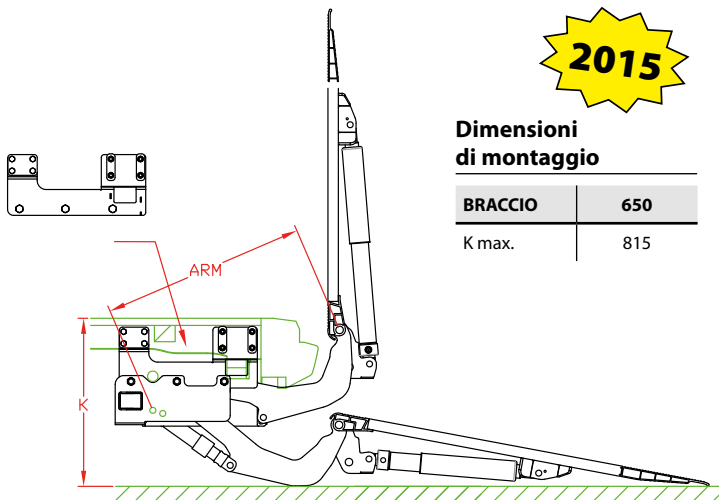 2015
Dimensioni
di montaggio
BRACCIO 650
K max. 815
ARM
K